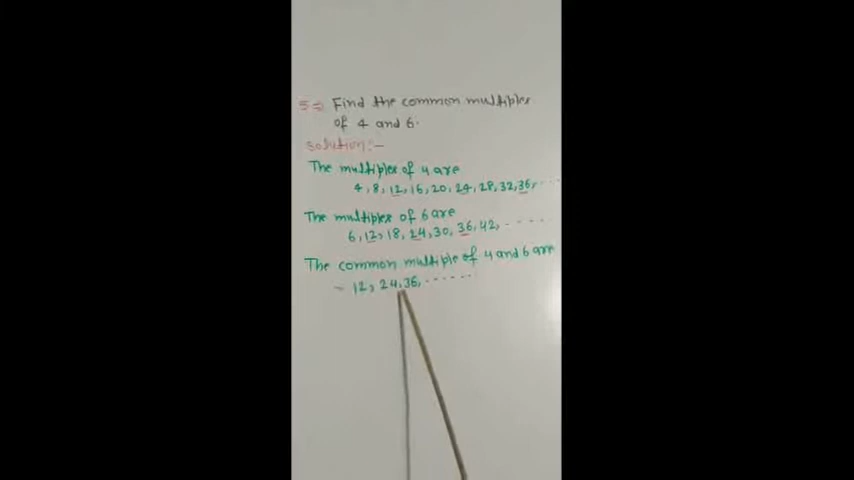 5⇒ Find the common multiples
of 4 and 6.
Solution:-
The multiples of 4 are
4, 8, 12, 16, 20, 24, 28, 32, 36, ....
The multiples of 6 are
6, 12, 18, 24, 30, 36, 42, ......
The common multiple of 4 and 6 are
- 12, 24, 36, .......